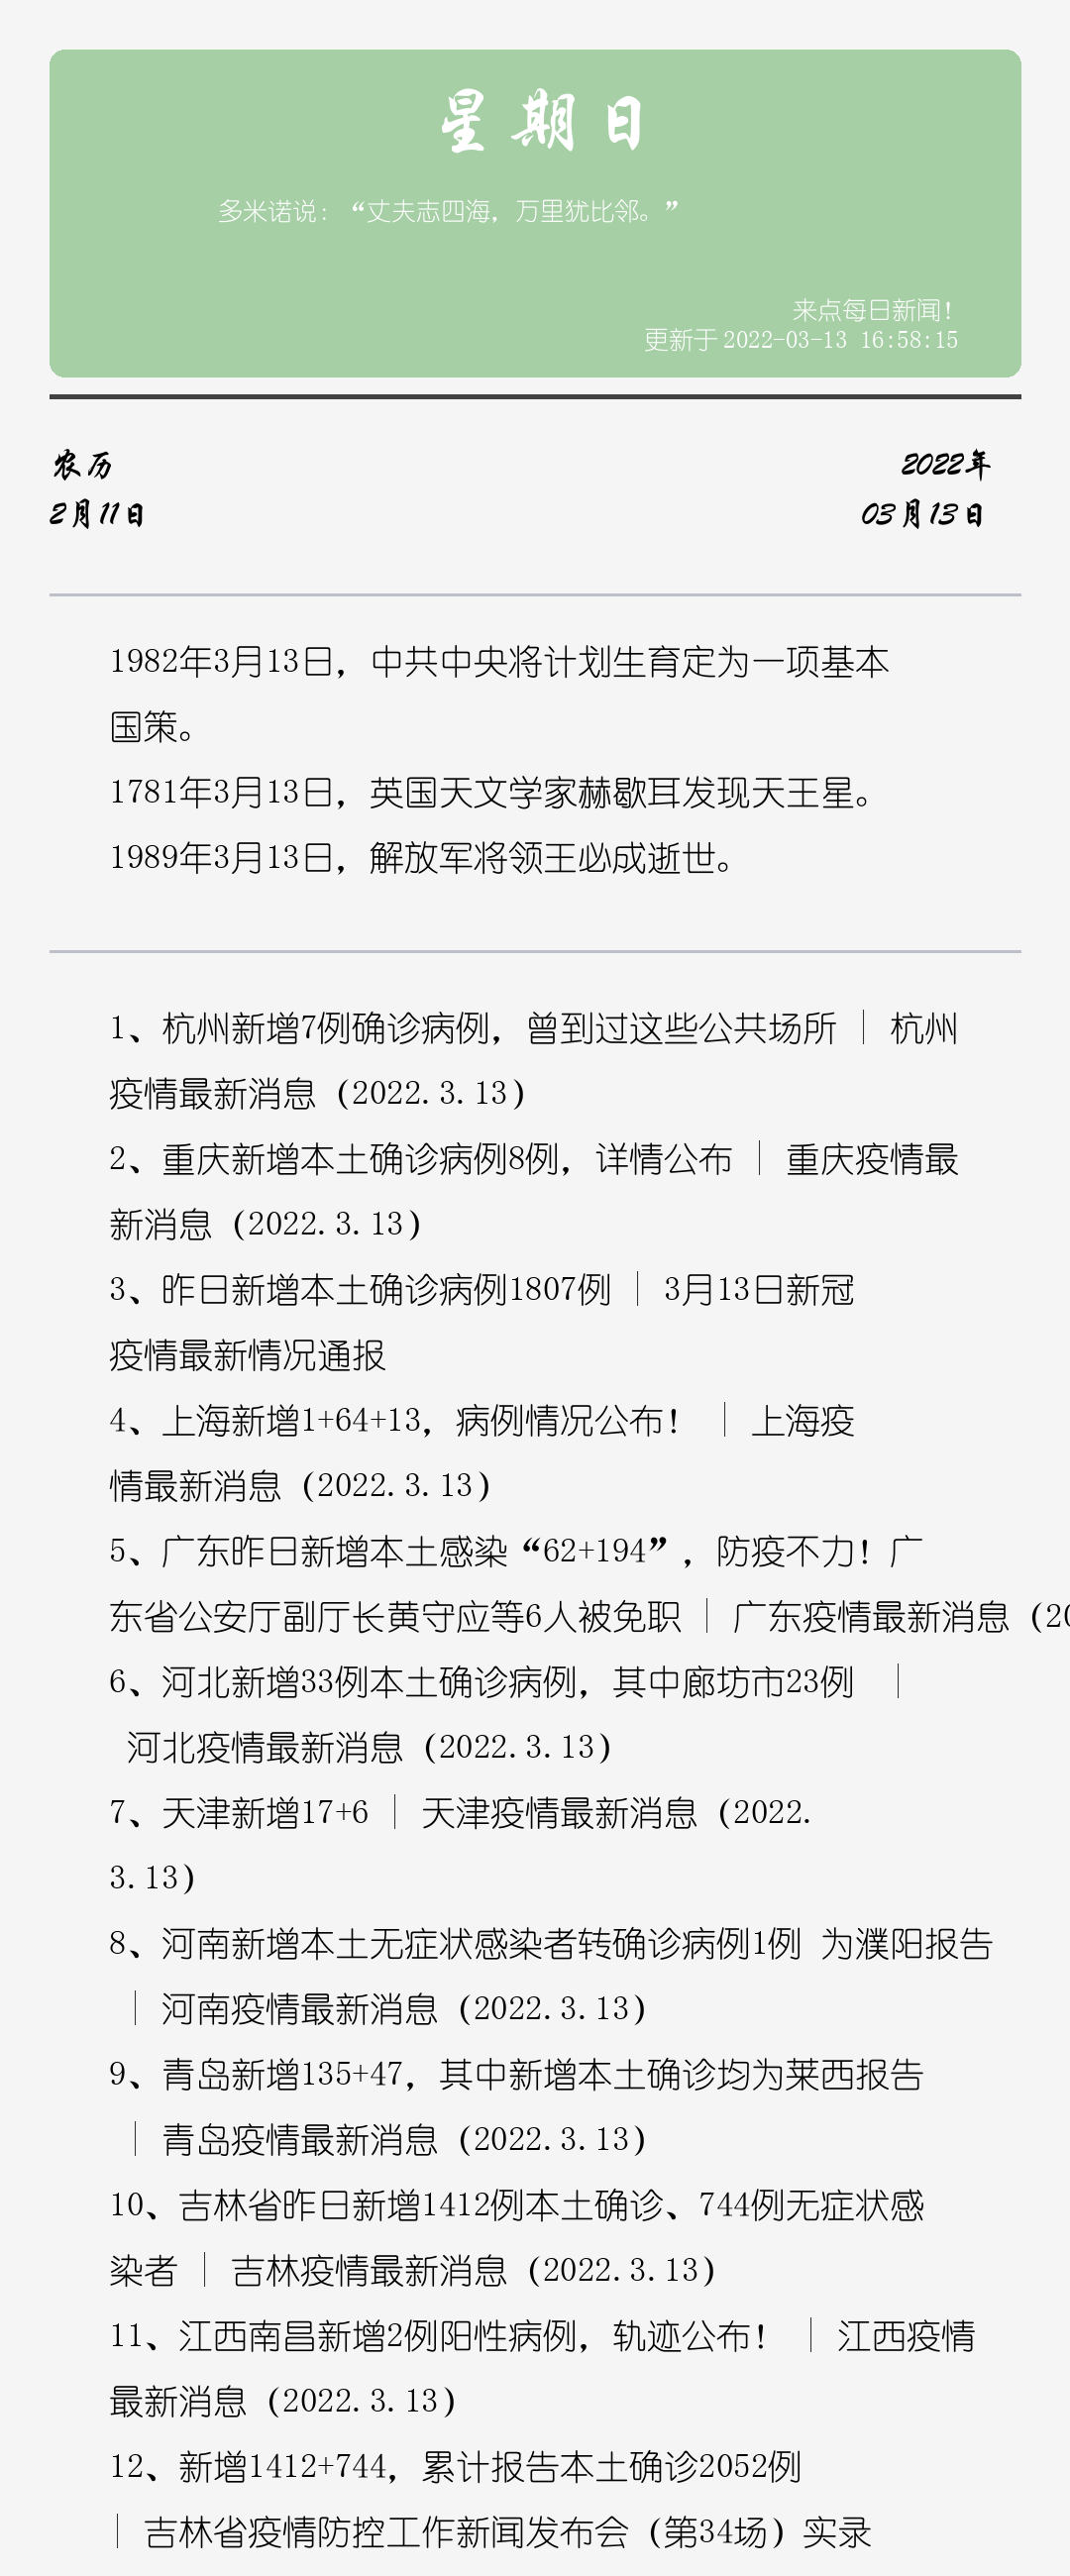 星期日
多米诺说：“丈夫志四海，万里犹比邻。”
来点每日新闻！
更新于2022-03-13 16:58:15
农历
2月11日
2022年
03月13日
1982年3月13日，中共中央将计划生育定为一项基本
国策。
1781年3月13日，英国天文学家赫歇耳发现天王星。
1989年3月13日，解放军将领王必成逝世。
1、杭州新增7例确诊病例，曾到过这些公共场所 | 杭州
疫情最新消息（2022.3.13）
2、重庆新增本土确诊病例8例，详情公布 | 重庆疫情最
新消息（2022.3.13）
3、昨日新增本土确诊病例1807例 | 3月13日新冠
疫情最新情况通报
4、上海新增1+64+13，病例情况公布！ | 上海疫
情最新消息（2022.3.13）
5、广东昨日新增本土感染“62+194”，防疫不力！广
东省公安厅副厅长黄守应等6人被免职 | 广东疫情最新消息（20
6、河北新增33例本土确诊病例，其中廊坊市23例  |
河北疫情最新消息（2022.3.13）
7、天津新增17+6 | 天津疫情最新消息（2022.
3.13）
8、河南新增本土无症状感染者转确诊病例1例 为濮阳报告
| 河南疫情最新消息（2022.3.13）
9、青岛新增135+47，其中新增本土确诊均为莱西报告
| 青岛疫情最新消息（2022.3.13）
10、吉林省昨日新增1412例本土确诊、744例无症状感
染者 | 吉林疫情最新消息（2022.3.13）
11、江西南昌新增2例阳性病例，轨迹公布！ | 江西疫情
最新消息（2022.3.13）
12、新增1412+744，累计报告本土确诊2052例
| 吉林省疫情防控工作新闻发布会（第34场）实录